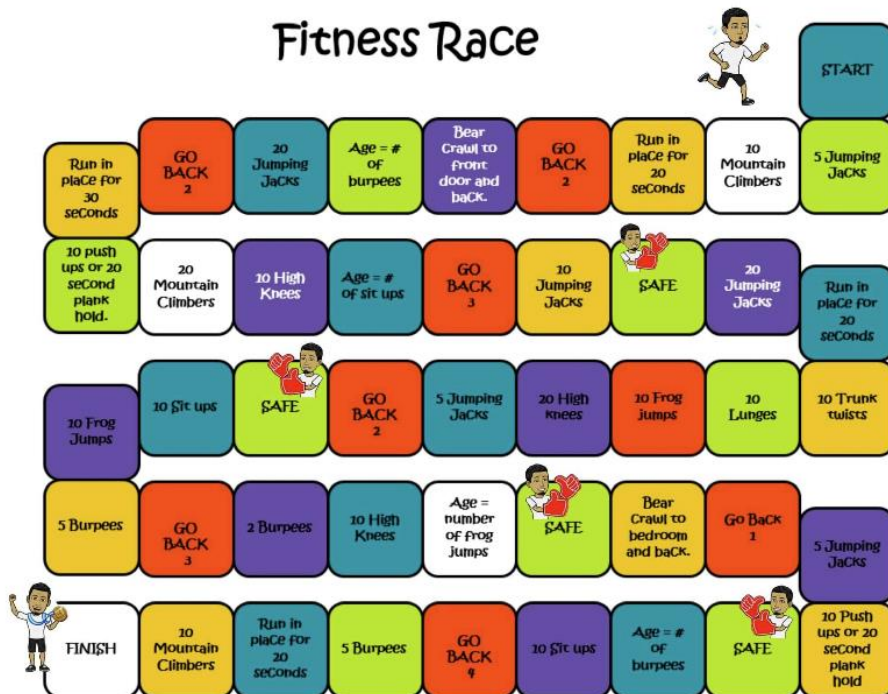 Fitness Race
START
Run in
place for
30
seconds
GO
BACK
2
20
Jumping
Jacks
Age = #
of
burpees
Bear
Crawl to
front
door and
back.
GO
BACK
2
Run in
place for
20
seconds
10
Mountain
Climbers
5 Jumping
Jacks
10 push
ups or 20
second
plank
hold.
20
Mountain
Climbers
10 High
Knees
Age = #
of sit ups
GO
BACK
3
10
Jumping
Jacks
SAFE
20
Jumping
Jacks
Run in
place for
20
seconds
10 Frog
Jumps
10 Sit ups
SAFE
GO
BACK
2
5 Jumping
Jacks
20 High
knees
10 Frog
jumps
10
Lunges
10 Trunk
twists
5 Burpees
GO
BACK
3
2 Burpees
10 High
Knees
Age =
number
of frog
jumps
SAFE
Bear
Crawl to
bedroom
and back.
Go Back
1
5 Jumping
Jacks
FINISH
10
Mountain
Climbers
Run in
place for
20
seconds
5 Burpees
GO
BACK
4
10 Sit ups
Age = #
of
burpees
SAFE
10 Push
ups or 20
second
plank
hold